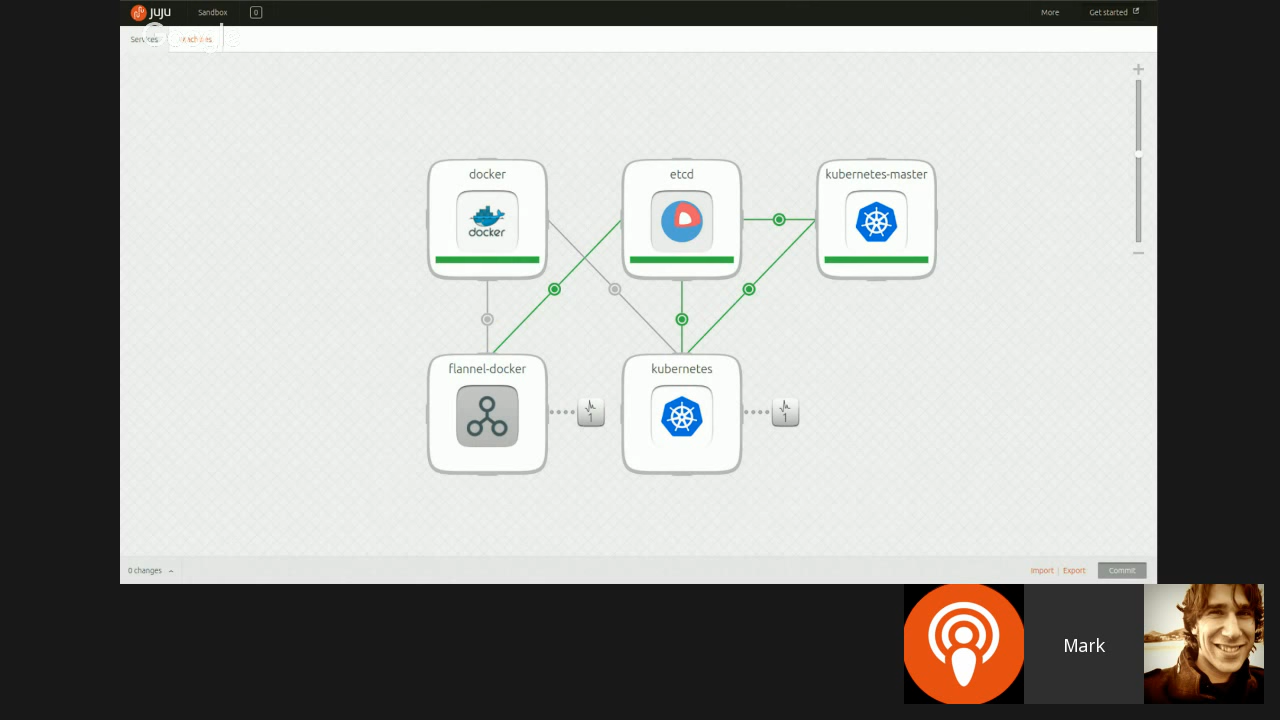 juju Sandbox 0 More Get started
Services Machines
docker etcd kubernetes-master
docker
flannel-docker kubernetes
1 1
0 changes Import | Export Commit
Mark